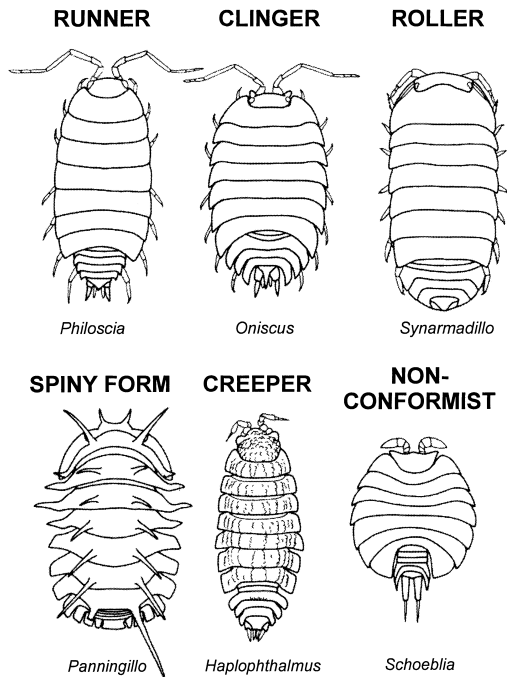 RUNNER
CLINGER
ROLLER
Philoscia
Oniscus
Synarmadillo
SPINY FORM
CREEPER
NON-
CONFORMIST
Panningillo
Haplophthalmus
Schoeblia